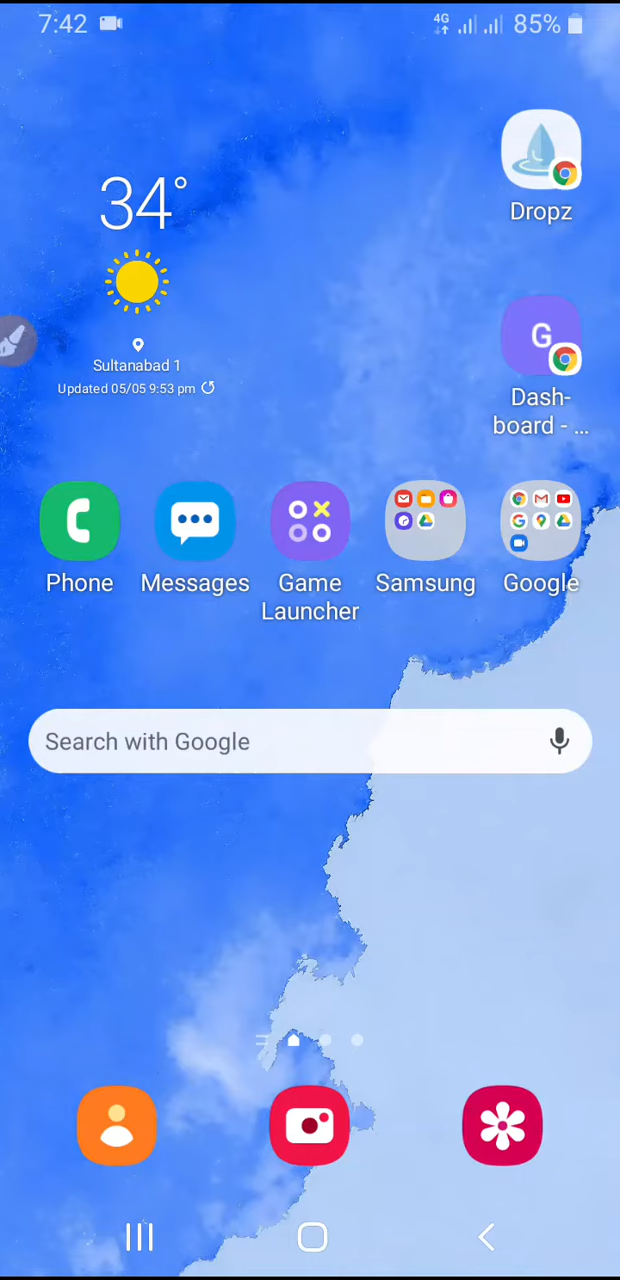 7:42
4G 85%
Dropz
34°
Sultanabad 1
Updated 05/05 9:53 pm
G
Dash-
board - ...
Phone
Messages
Game
Launcher
Samsung
Google
Search with Google